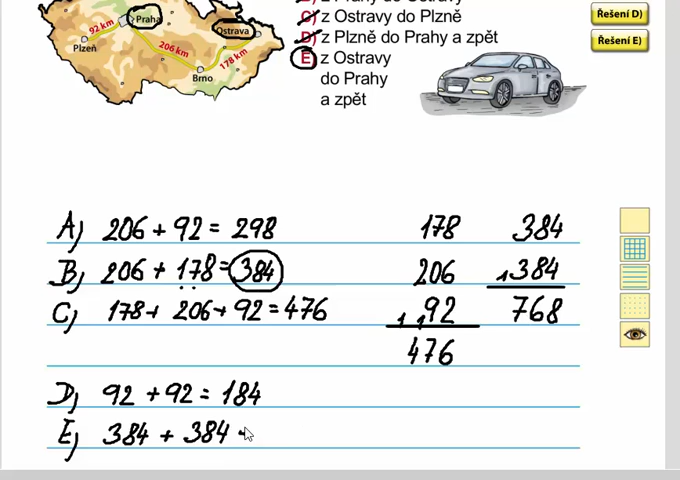 92 km
Praha
Plzeň
206 km
Ostrava
178 km
Brno
C) z Ostravy do Plzně
D) z Plzně do Prahy a zpět
E) z Ostravy
do Prahy
a zpět
Řešení D)
Řešení E)
A) 206 + 92 = 298
B) 206 + 178 = 384
C) 178 + 206 + 92 = 476
D) 92 + 92 = 184
E) 384 + 384
178
206
92
476
384
384
768